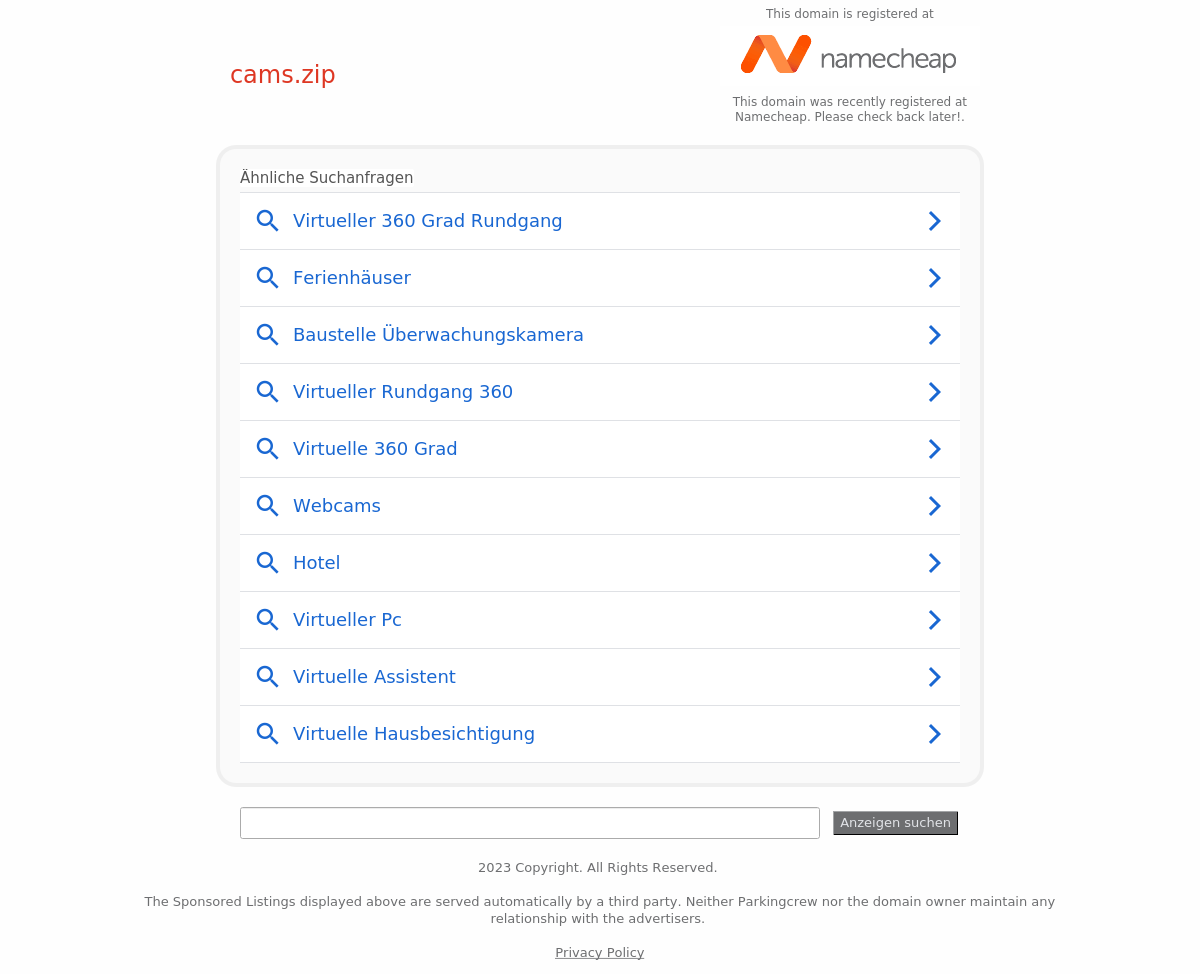 This domain is registered at
cams.zip
namecheap
This domain was recently registered at
Namecheap. Please check back later!.
Ähnliche Suchanfragen
Virtueller 360 Grad Rundgang
Ferienhäuser
Baustelle Überwachungskamera
Virtueller Rundgang 360
Virtuelle 360 Grad
Webcams
Hotel
Virtueller Pc
Virtuelle Assistent
Virtuelle Hausbesichtigung
Anzeigen suchen
2023 Copyright. All Rights Reserved.
The Sponsored Listings displayed above are served automatically by a third party. Neither Parkingcrew nor the domain owner maintain any
relationship with the advertisers.
Privacy Policy